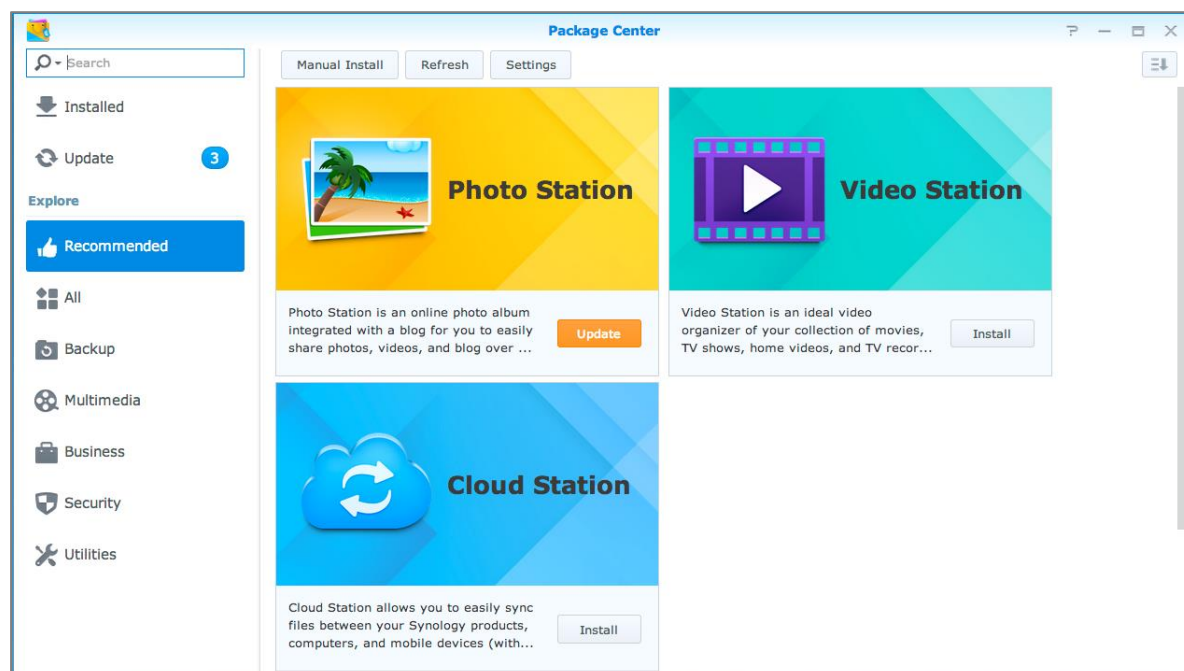 Package Center
Search
Manual Install
Refresh
Settings
Installed
Update
3
Explore
Recommended
All
Backup
Multimedia
Business
Security
Utilities
Photo Station
Photo Station is an online photo album
integrated with a blog for you to easily
share photos, videos, and blog over ...
Update
Video Station
Video Station is an ideal video
organizer of your collection of movies,
TV shows, home videos, and TV recor...
Install
Cloud Station
Cloud Station allows you to easily sync
files between your Synology products,
computers, and mobile devices (with...
Install